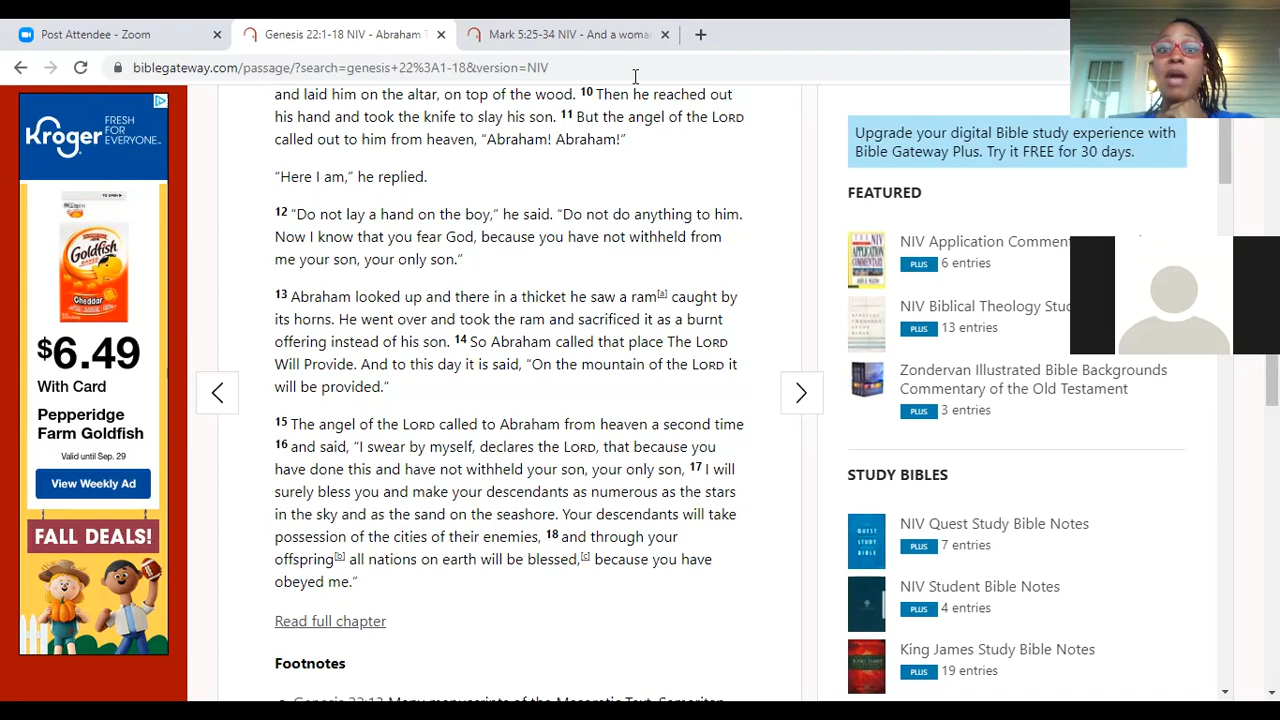 Post Attendee - Zoom
Genesis 22:1-18 NIV - Abraham T
Mark 5:25-34 NIV - And a woma
biblegateway.com/passage/?search=genesis+22%3A1-18&version=NIV
and laid him on the altar, on top of the wood. 10 Then he reached out
his hand and took the knife to slay his son. 11 But the angel of the LORD
called out to him from heaven, “Abraham! Abraham!”
“Here I am,” he replied.
12 “Do not lay a hand on the boy,” he said. “Do not do anything to him.
Now I know that you fear God, because you have not withheld from
me your son, your only son.”
13 Abraham looked up and there in a thicket he saw a ram[a] caught by
its horns. He went over and took the ram and sacrificed it as a burnt
offering instead of his son. 14 So Abraham called that place The LORD
Will Provide. And to this day it is said, “On the mountain of the LORD it
will be provided.”
15 The angel of the LORD called to Abraham from heaven a second time
16 and said, “I swear by myself, declares the LORD, that because you
have done this and have not withheld your son, your only son, 17 I will
surely bless you and make your descendants as numerous as the stars
in the sky and as the sand on the seashore. Your descendants will take
possession of the cities of their enemies, 18 and through your
offspring[b] all nations on earth will be blessed,[c] because you have
obeyed me.”
Read full chapter
Footnotes
a. Genesis 22:13 Many manuscripts of the Masoretic Text, Samaritan
Kroger
FRESH
FOR
EVERYONE™
Goldfish
Cheddar
$6.49
With Card
Pepperidge
Farm Goldfish
Valid until Sep. 29
View Weekly Ad
FALL DEALS!
Upgrade your digital Bible study experience with
Bible Gateway Plus. Try it FREE for 30 days.
FEATURED
NIV Application Comment
PLUS 6 entries
NIV Biblical Theology Stu
PLUS 13 entries
Zondervan Illustrated Bible Backgrounds
Commentary of the Old Testament
PLUS 3 entries
STUDY BIBLES
NIV Quest Study Bible Notes
PLUS 7 entries
NIV Student Bible Notes
PLUS 4 entries
King James Study Bible Notes
PLUS 19 entries